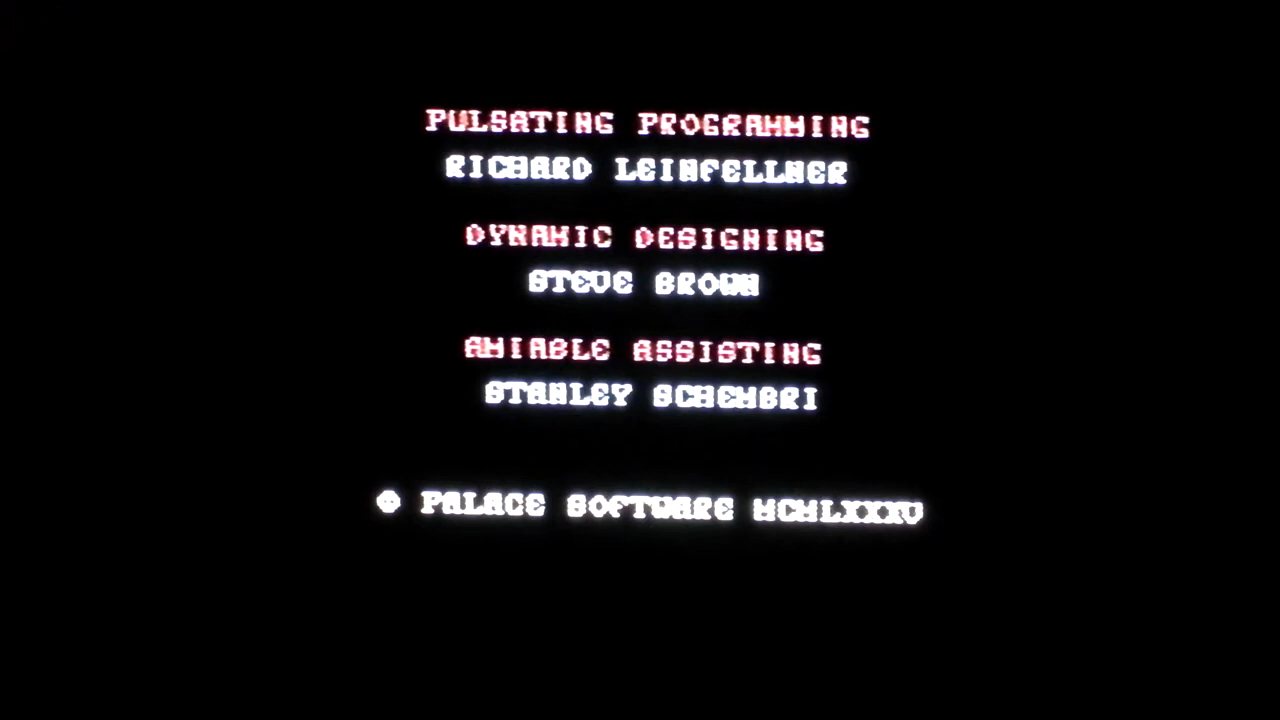 PULSATING PROGRAMMING
RICHARD LEINFELLNER
DYNAMIC DESIGNING
STEVE BROWN
AMIABLE ASSISTING
STANLEY SCHEMBRI
© PALACE SOFTWARE MCMLXXXV